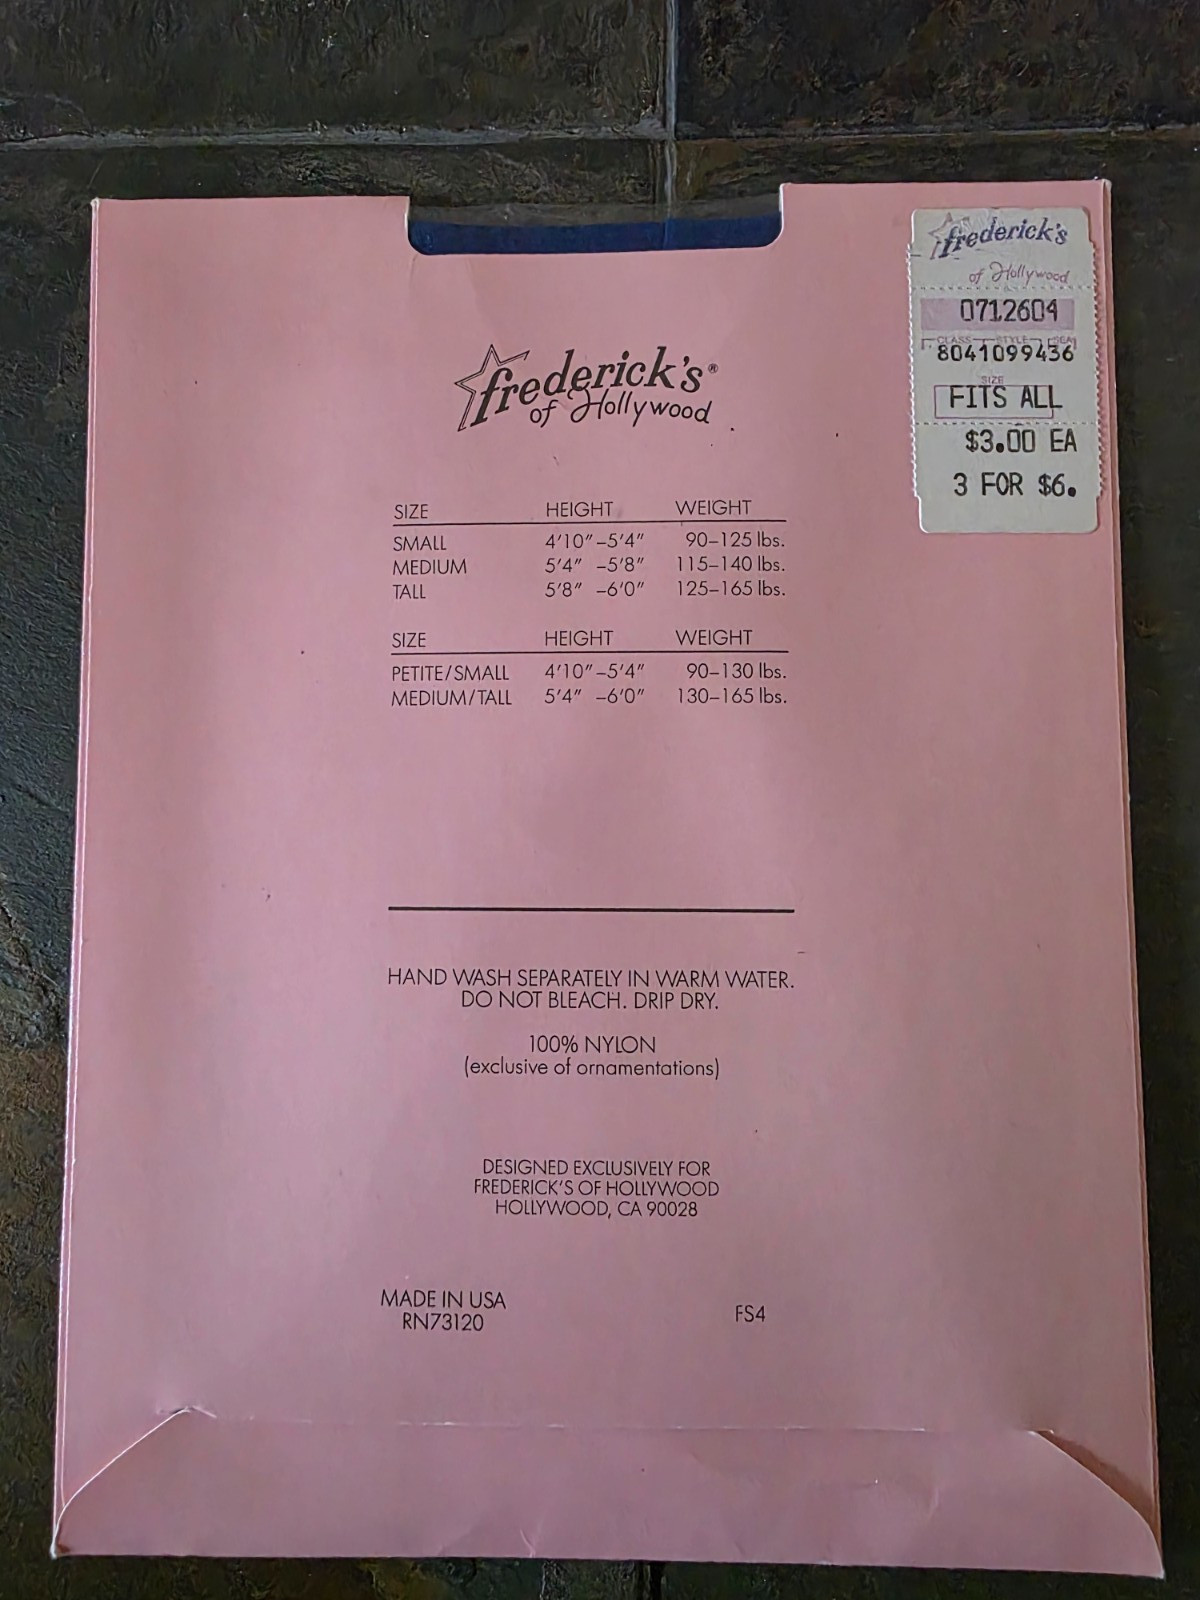 frederick's®
of Hollywood
SIZE HEIGHT WEIGHT
SMALL 4'10"–5'4" 90–125 lbs.
MEDIUM 5'4" –5'8" 115–140 lbs.
TALL 5'8" –6'0" 125–165 lbs.
SIZE HEIGHT WEIGHT
PETITE/SMALL 4'10"–5'4" 90–130 lbs.
MEDIUM/TALL 5'4" –6'0" 130–165 lbs.
HAND WASH SEPARATELY IN WARM WATER.
DO NOT BLEACH. DRIP DRY.
100% NYLON
(exclusive of ornamentations)
DESIGNED EXCLUSIVELY FOR
FREDERICK'S OF HOLLYWOOD
HOLLYWOOD, CA 90028
MADE IN USA
RN73120
FS4
frederick's
of Hollywood
0712604
CLASS STYLE SEA
8041099436
SIZE
FITS ALL
$3.00 EA
3 FOR $6.